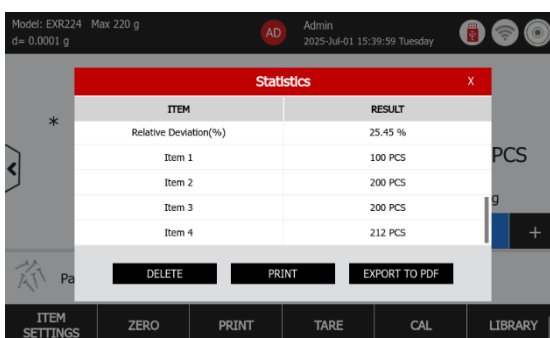 Model: EXR224 Max 220 g
d= 0.0001 g
AD
Admin
2025-Jul-01 15:39:59 Tuesday
Statistics X
ITEM RESULT
Relative Deviation(%) 25.45 %
Item 1 100 PCS
Item 2 200 PCS
Item 3 200 PCS
Item 4 212 PCS
DELETE PRINT EXPORT TO PDF
*
PCS
g
+
Pa
ITEM SETTINGS ZERO PRINT TARE CAL LIBRARY